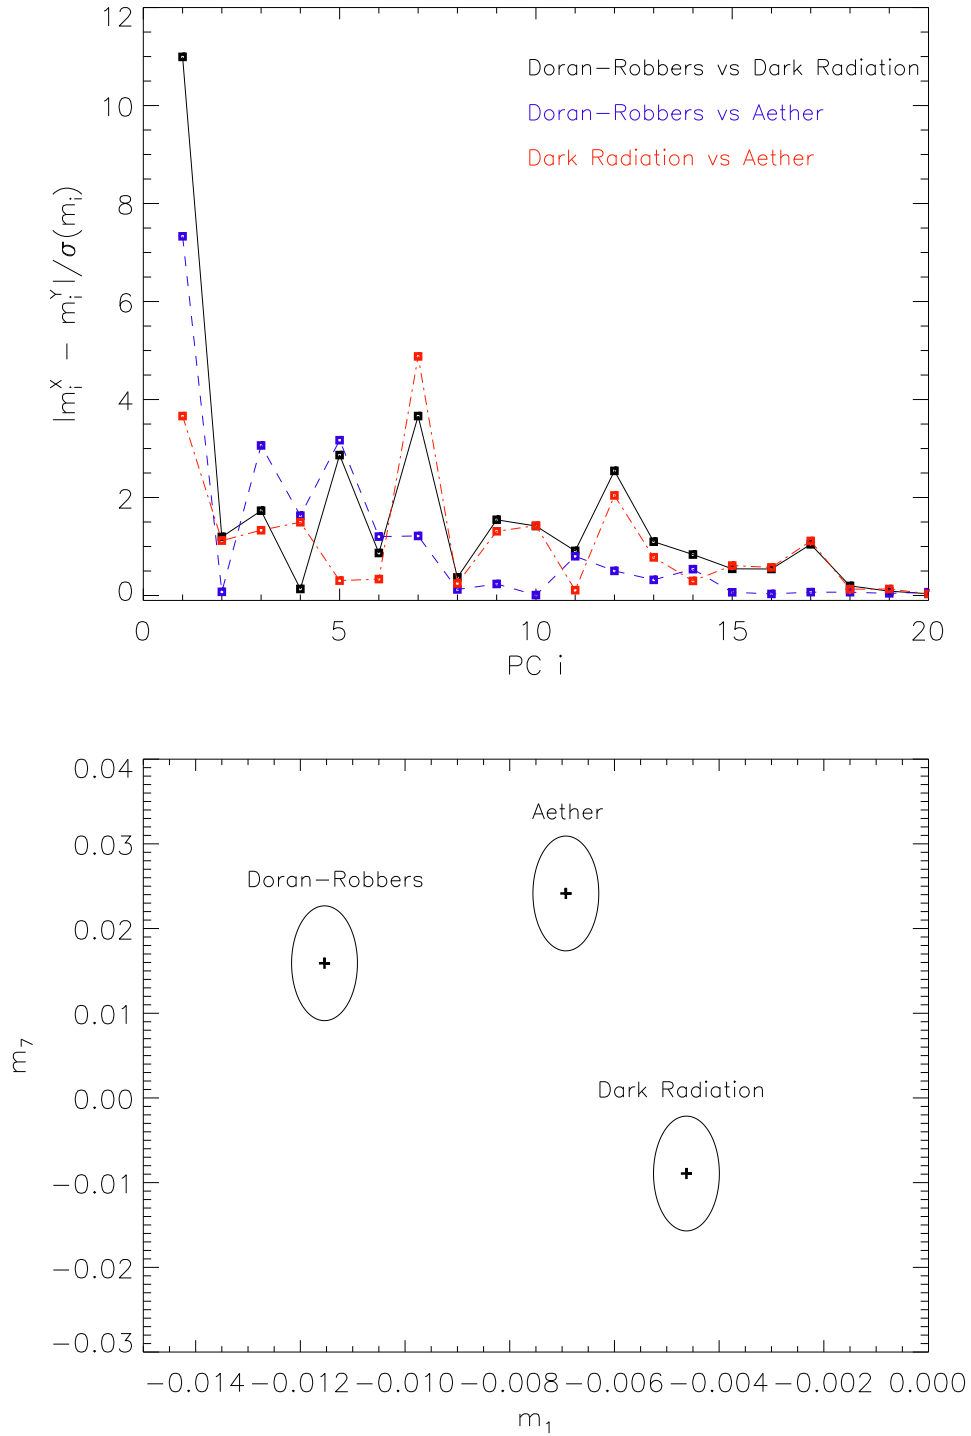 12
10
8
6
4
2
0
|m_i^X − m_i^Y|/σ(m_i)
Doran−Robbers vs Dark Radiation
Doran−Robbers vs Aether
Dark Radiation vs Aether
0 5 10 15 20
PC i
0.04
0.03
0.02
0.01
0.00
−0.01
−0.02
−0.03
m_7
Aether
Doran−Robbers
Dark Radiation
−0.014 −0.012 −0.010 −0.008 −0.006 −0.004 −0.002 0.000
m_1